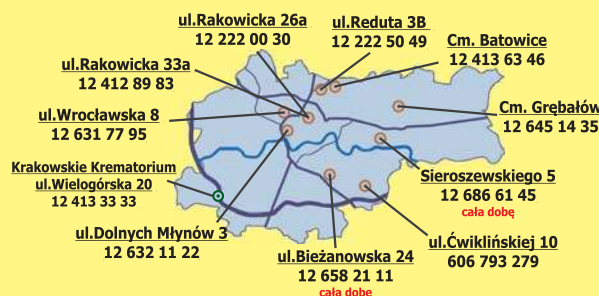 ul.Rakowicka 26a
12 222 00 30
ul.Reduta 3B
12 222 50 49
Cm. Batowice
12 413 63 46
ul.Rakowicka 33a
12 412 89 83
Cm. Grębałów
12 645 14 35
ul.Wrocławska 8
12 631 77 95
Krakowskie Krematorium
ul.Wielogórska 20
12 413 33 33
Sieroszewskiego 5
12 686 61 45
cała dobę
ul.Dolnych Młynów 3
12 632 11 22
ul.Bieżanowska 24
12 658 21 11
cała dobę
ul.Ćwiklińskiej 10
606 793 279